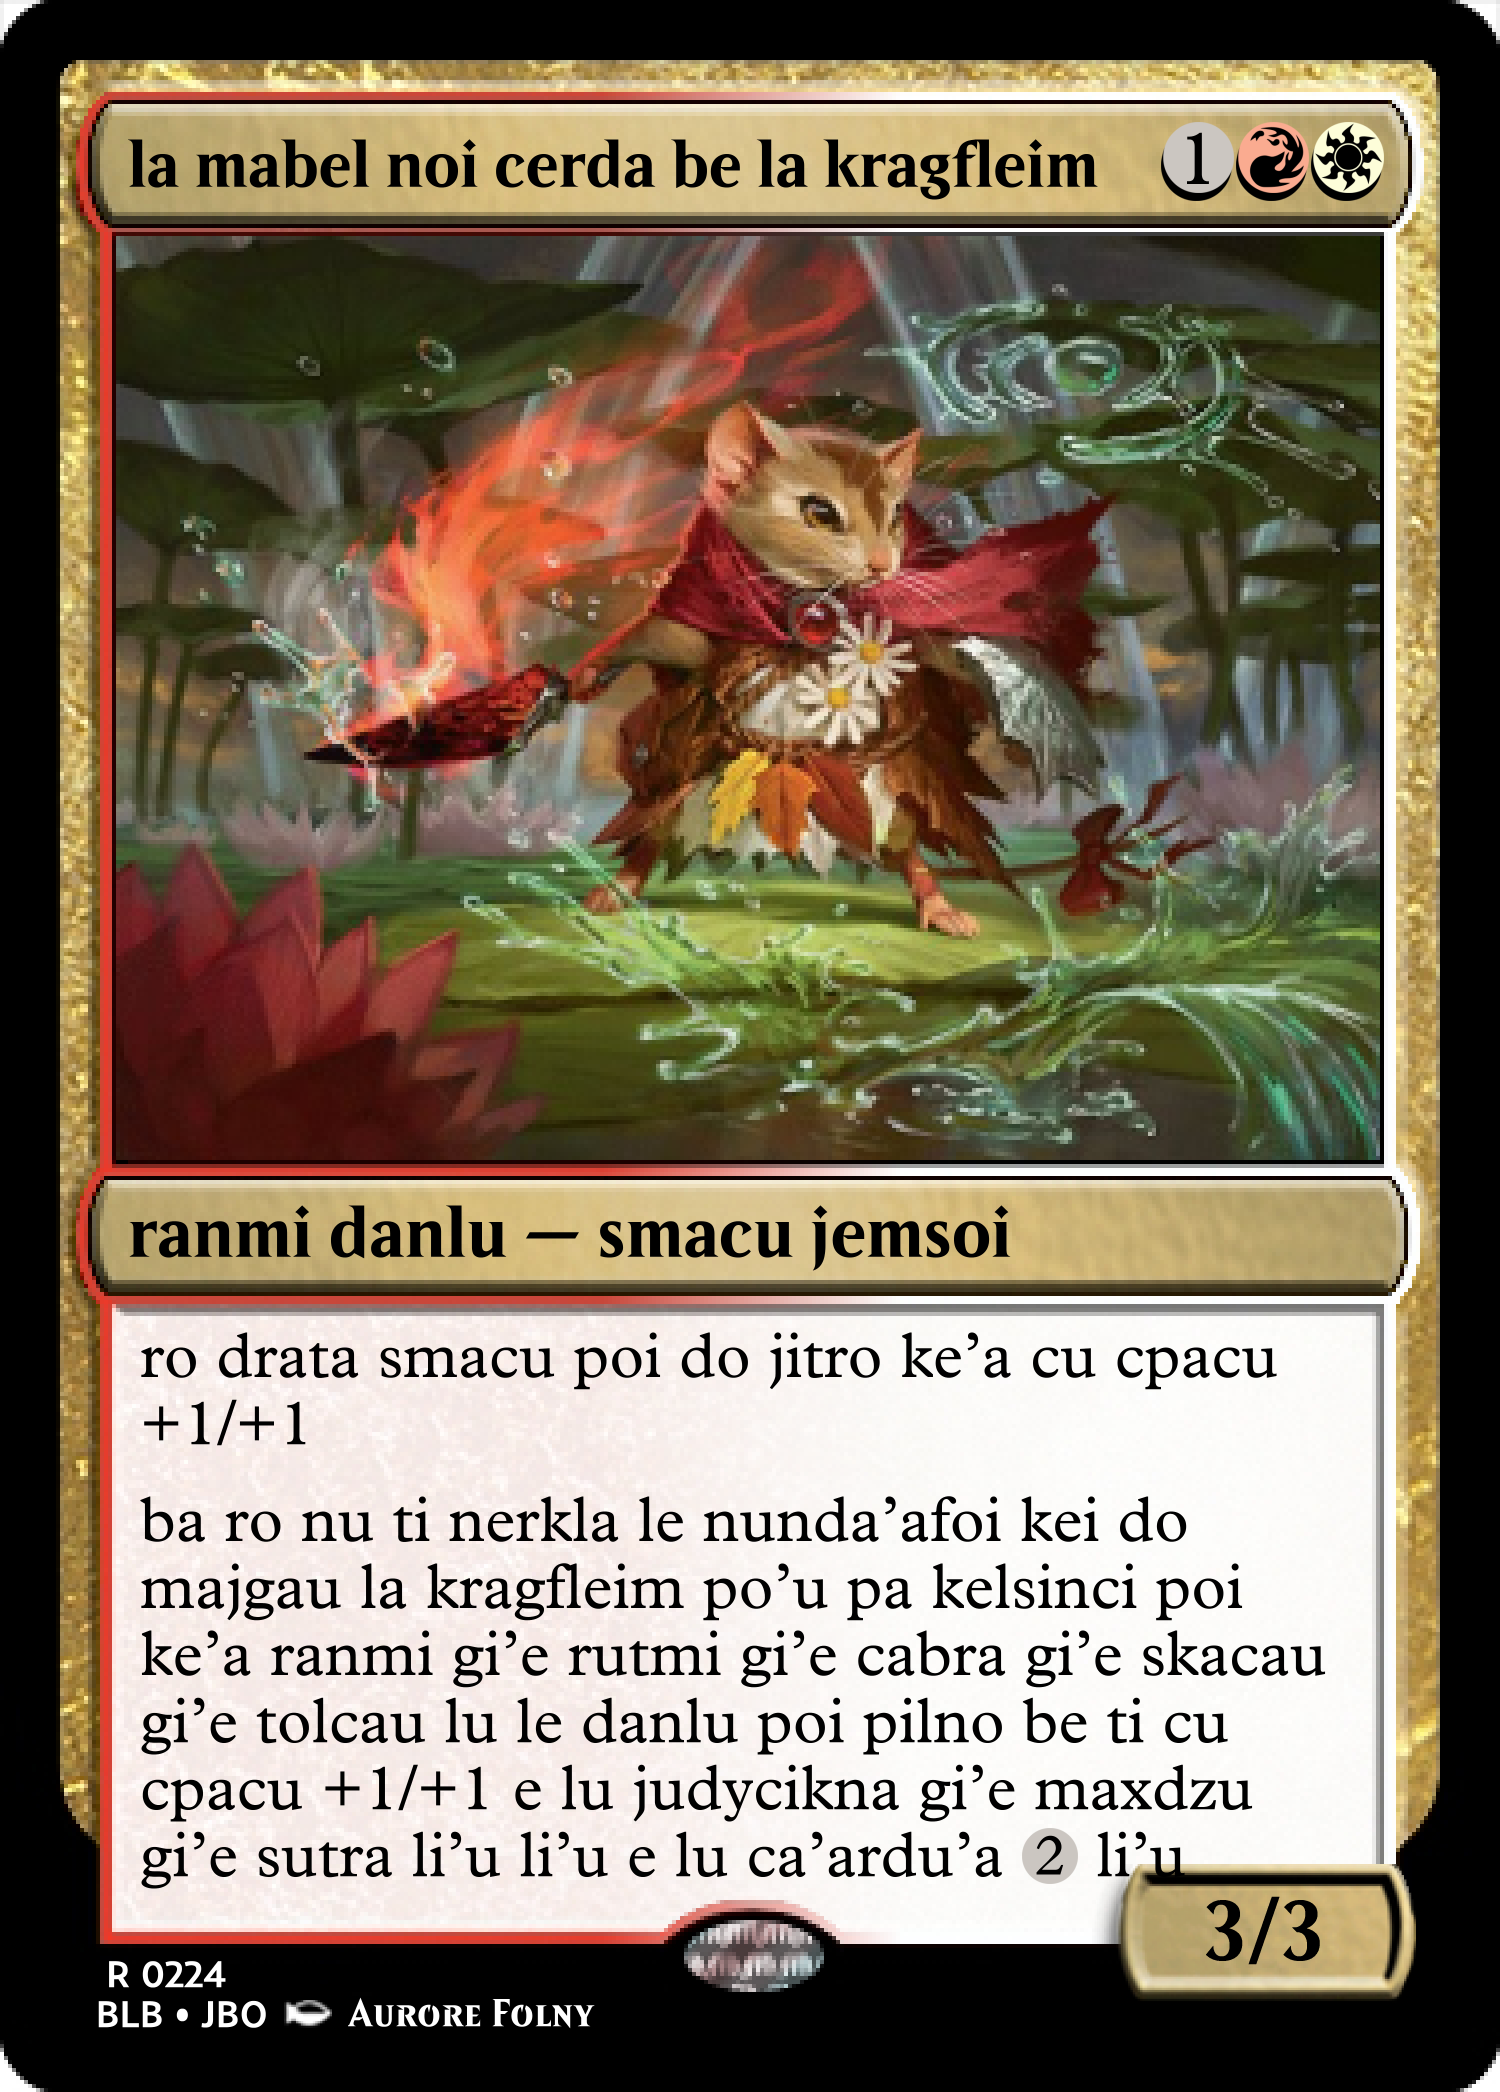 la mabel noi cerda be la kragfleim 1
ranmi danlu — smacu jemsoi
ro drata smacu poi do jitro ke’a cu cpacu
+1/+1
ba ro nu ti nerkla le nunda’afoi kei do
majgau la kragfleim po’u pa kelsinci poi
ke’a ranmi gi’e rutmi gi’e cabra gi’e skacau
gi’e tolcau lu le danlu poi pilno be ti cu
cpacu +1/+1 e lu judycikna gi’e maxdzu
gi’e sutra li’u li’u e lu ca’ardu’a 2 li’u
3/3
R 0224
BLB • JBO AURORE FOLNY